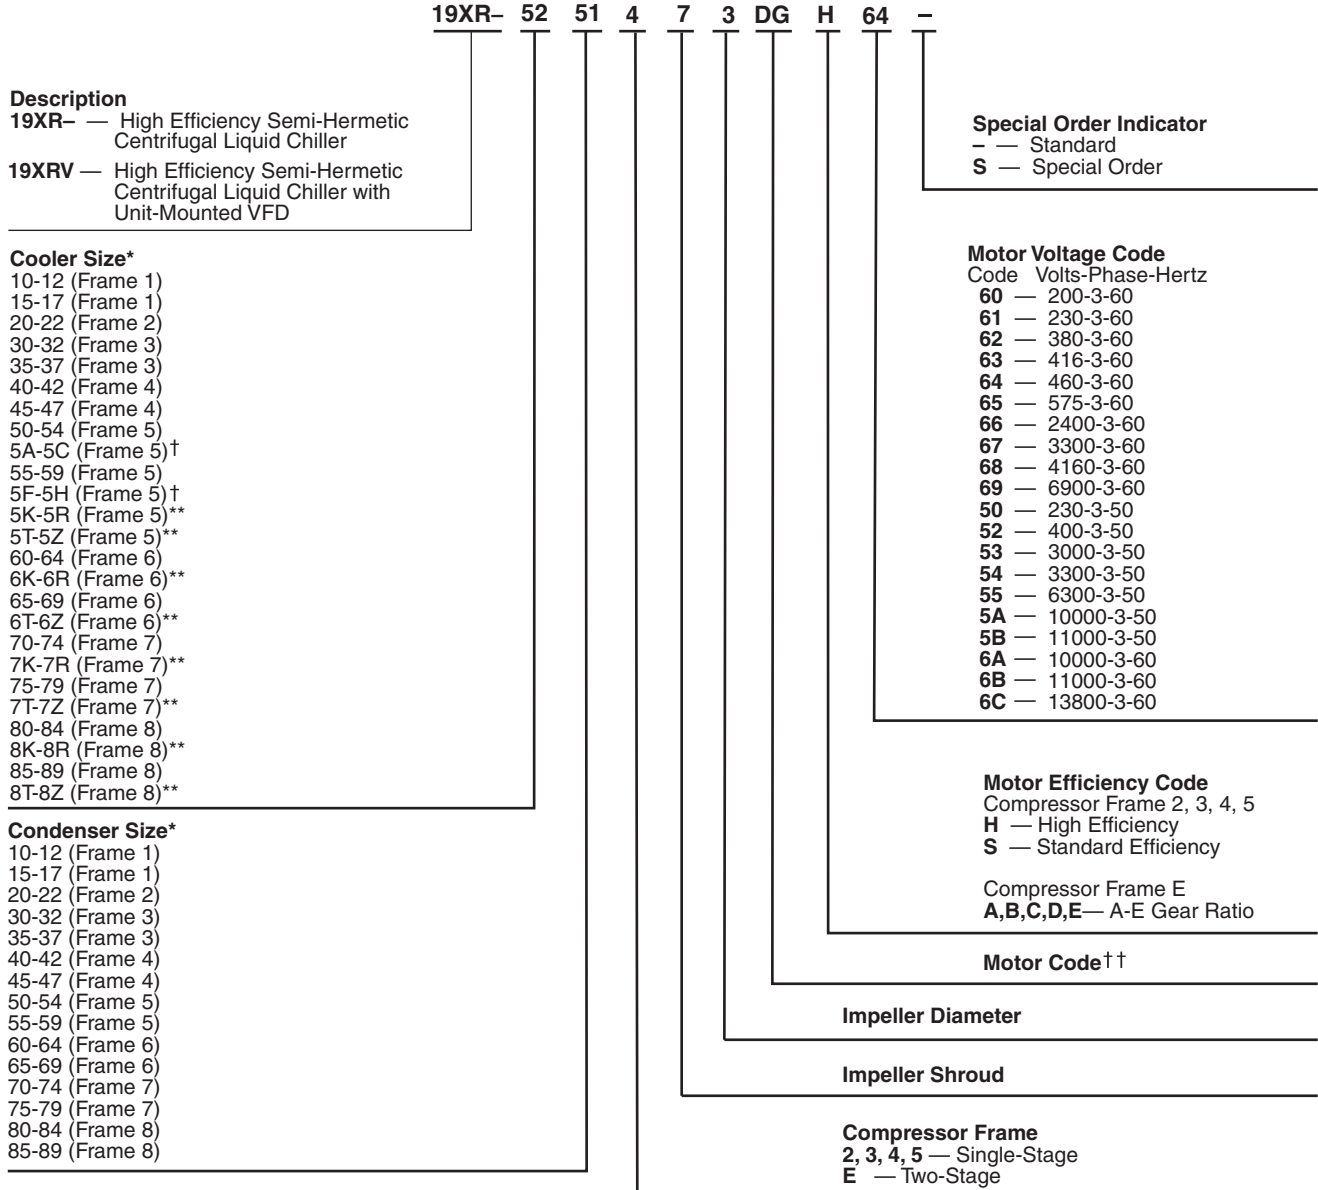 19XR– 52 51 4 7 3 DG H 64 –
Description
19XR– — High Efficiency Semi-Hermetic
Centrifugal Liquid Chiller
19XRV — High Efficiency Semi-Hermetic
Centrifugal Liquid Chiller with
Unit-Mounted VFD
Cooler Size*
10-12 (Frame 1)
15-17 (Frame 1)
20-22 (Frame 2)
30-32 (Frame 3)
35-37 (Frame 3)
40-42 (Frame 4)
45-47 (Frame 4)
50-54 (Frame 5)
5A-5C (Frame 5)†
55-59 (Frame 5)
5F-5H (Frame 5)†
5K-5R (Frame 5)**
5T-5Z (Frame 5)**
60-64 (Frame 6)
6K-6R (Frame 6)**
65-69 (Frame 6)
6T-6Z (Frame 6)**
70-74 (Frame 7)
7K-7R (Frame 7)**
75-79 (Frame 7)
7T-7Z (Frame 7)**
80-84 (Frame 8)
8K-8R (Frame 8)**
85-89 (Frame 8)
8T-8Z (Frame 8)**
Condenser Size*
10-12 (Frame 1)
15-17 (Frame 1)
20-22 (Frame 2)
30-32 (Frame 3)
35-37 (Frame 3)
40-42 (Frame 4)
45-47 (Frame 4)
50-54 (Frame 5)
55-59 (Frame 5)
60-64 (Frame 6)
65-69 (Frame 6)
70-74 (Frame 7)
75-79 (Frame 7)
80-84 (Frame 8)
85-89 (Frame 8)
Special Order Indicator
– — Standard
S — Special Order
Motor Voltage Code
Code Volts-Phase-Hertz
60 — 200-3-60
61 — 230-3-60
62 — 380-3-60
63 — 416-3-60
64 — 460-3-60
65 — 575-3-60
66 — 2400-3-60
67 — 3300-3-60
68 — 4160-3-60
69 — 6900-3-60
50 — 230-3-50
52 — 400-3-50
53 — 3000-3-50
54 — 3300-3-50
55 — 6300-3-50
5A — 10000-3-50
5B — 11000-3-50
6A — 10000-3-60
6B — 11000-3-60
6C — 13800-3-60
Motor Efficiency Code
Compressor Frame 2, 3, 4, 5
H — High Efficiency
S — Standard Efficiency
Compressor Frame E
A,B,C,D,E— A-E Gear Ratio
Motor Code††
Impeller Diameter
Impeller Shroud
Compressor Frame
2, 3, 4, 5 — Single-Stage
E — Two-Stage